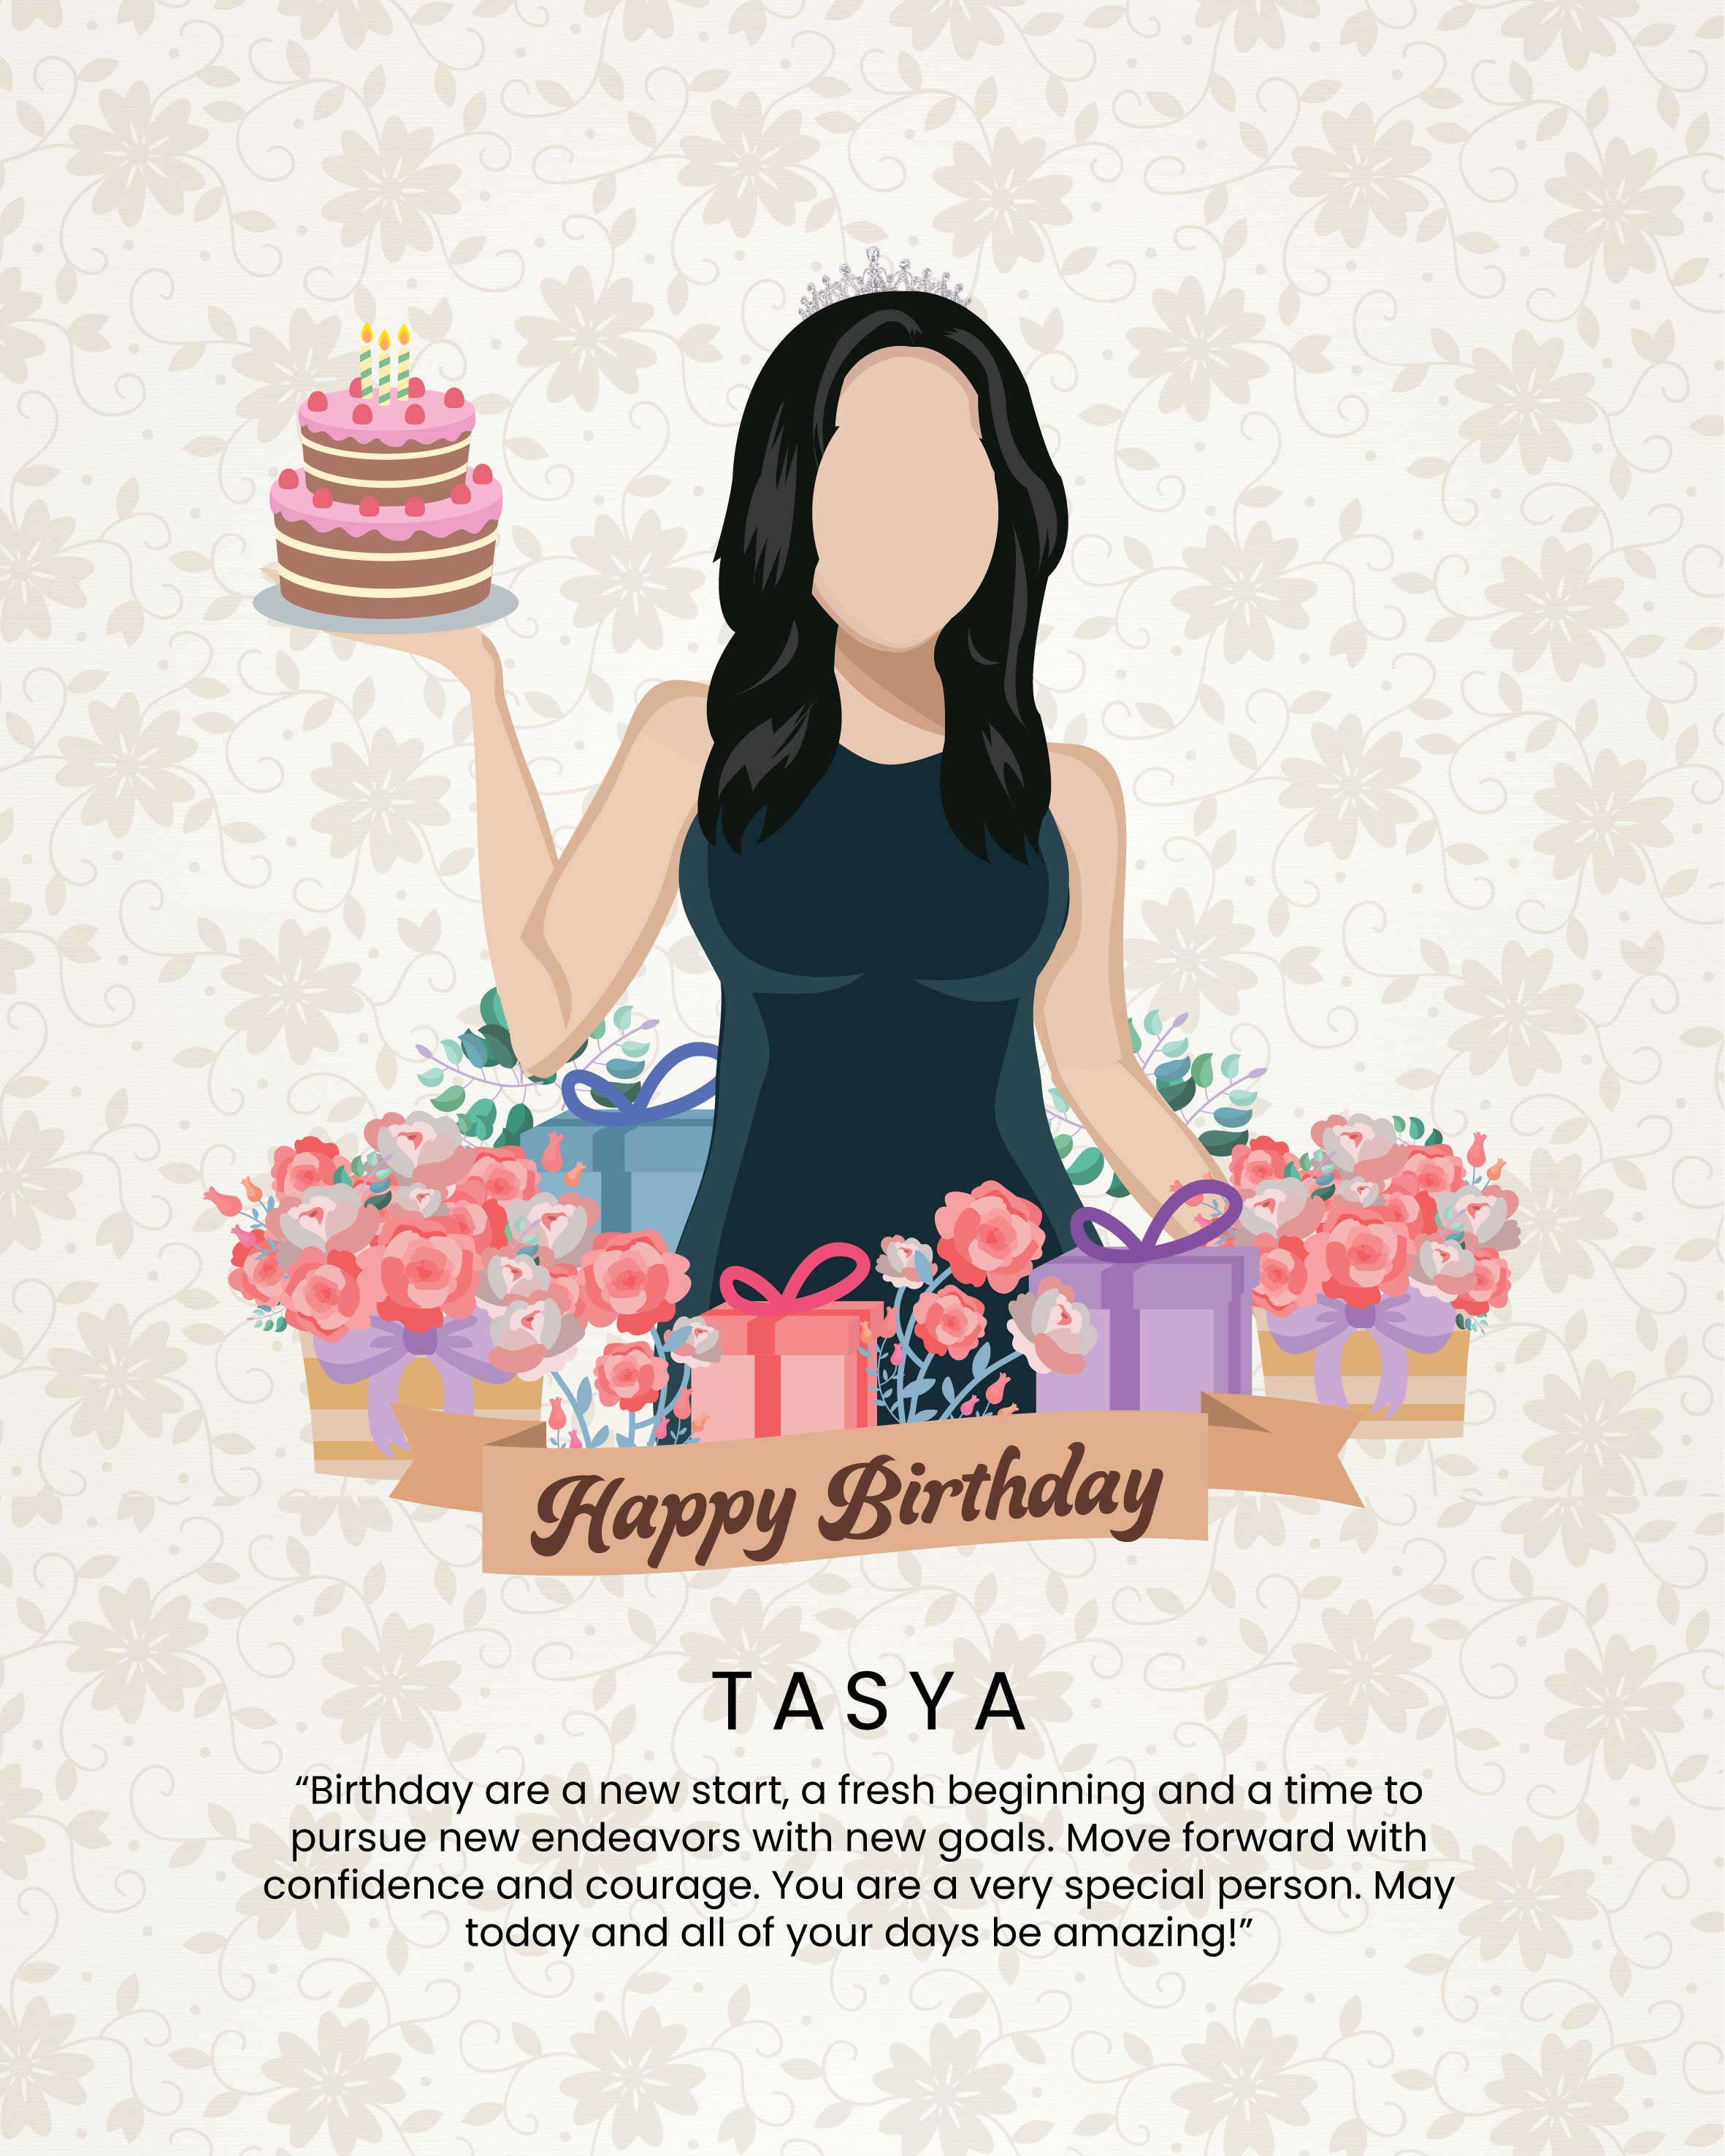 Happy Birthday
TASYA
“Birthday are a new start, a fresh beginning and a time to
pursue new endeavors with new goals. Move forward with
confidence and courage. You are a very special person. May
today and all of your days be amazing!”